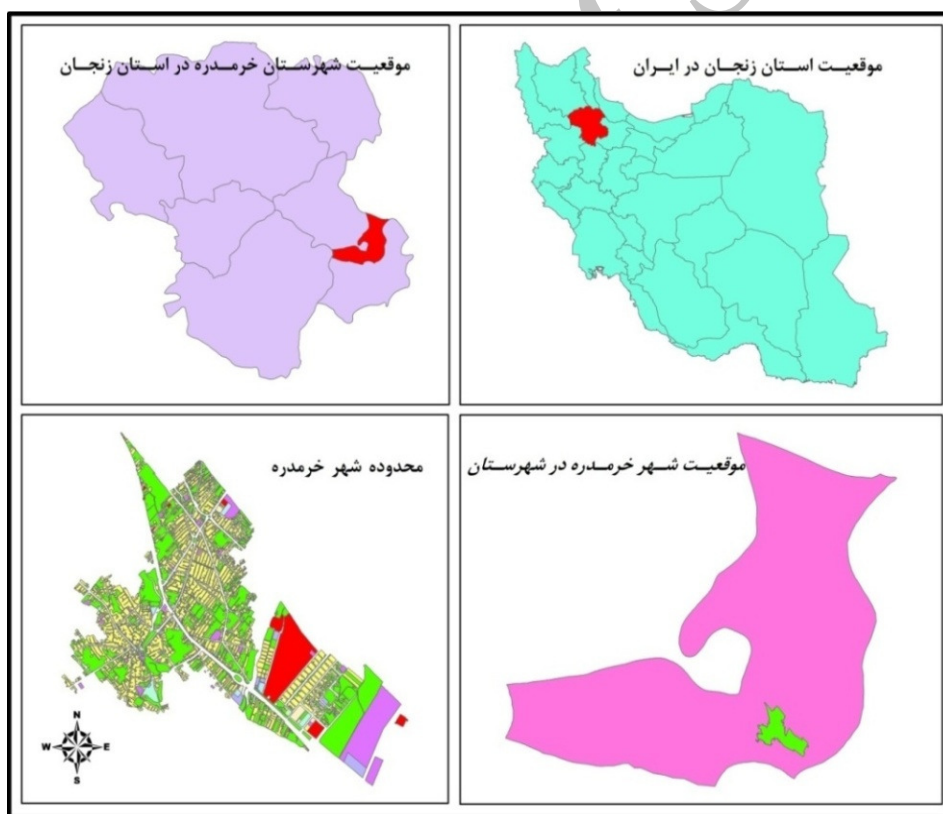 موقعیت استان زنجان در ایران
موقعیت شهرستان خرمدره در استان زنجان
موقعیت شهر خرمدره در شهرستان
محدوده شهر خرمدره
N
W E
S